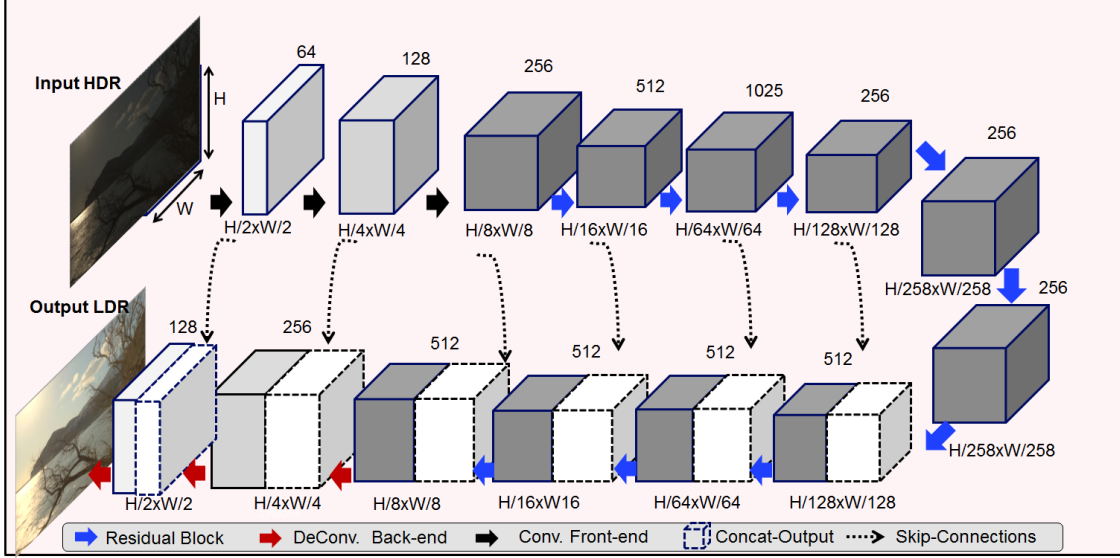 Input HDR
H
W
64
128
256
512
1025
256
256
H/2xW/2
H/4xW/4
H/8xW/8
H/16xW/16
H/64xW/64
H/128xW/128
H/258xW/258
256
H/258xW/258
Output LDR
128
256
512
512
512
512
H/2xW/2
H/4xW/4
H/8xW/8
H/16xW16
H/64xW/64
H/128xW/128
Residual Block
DeConv. Back-end
Conv. Front-end
Concat-Output
Skip-Connections